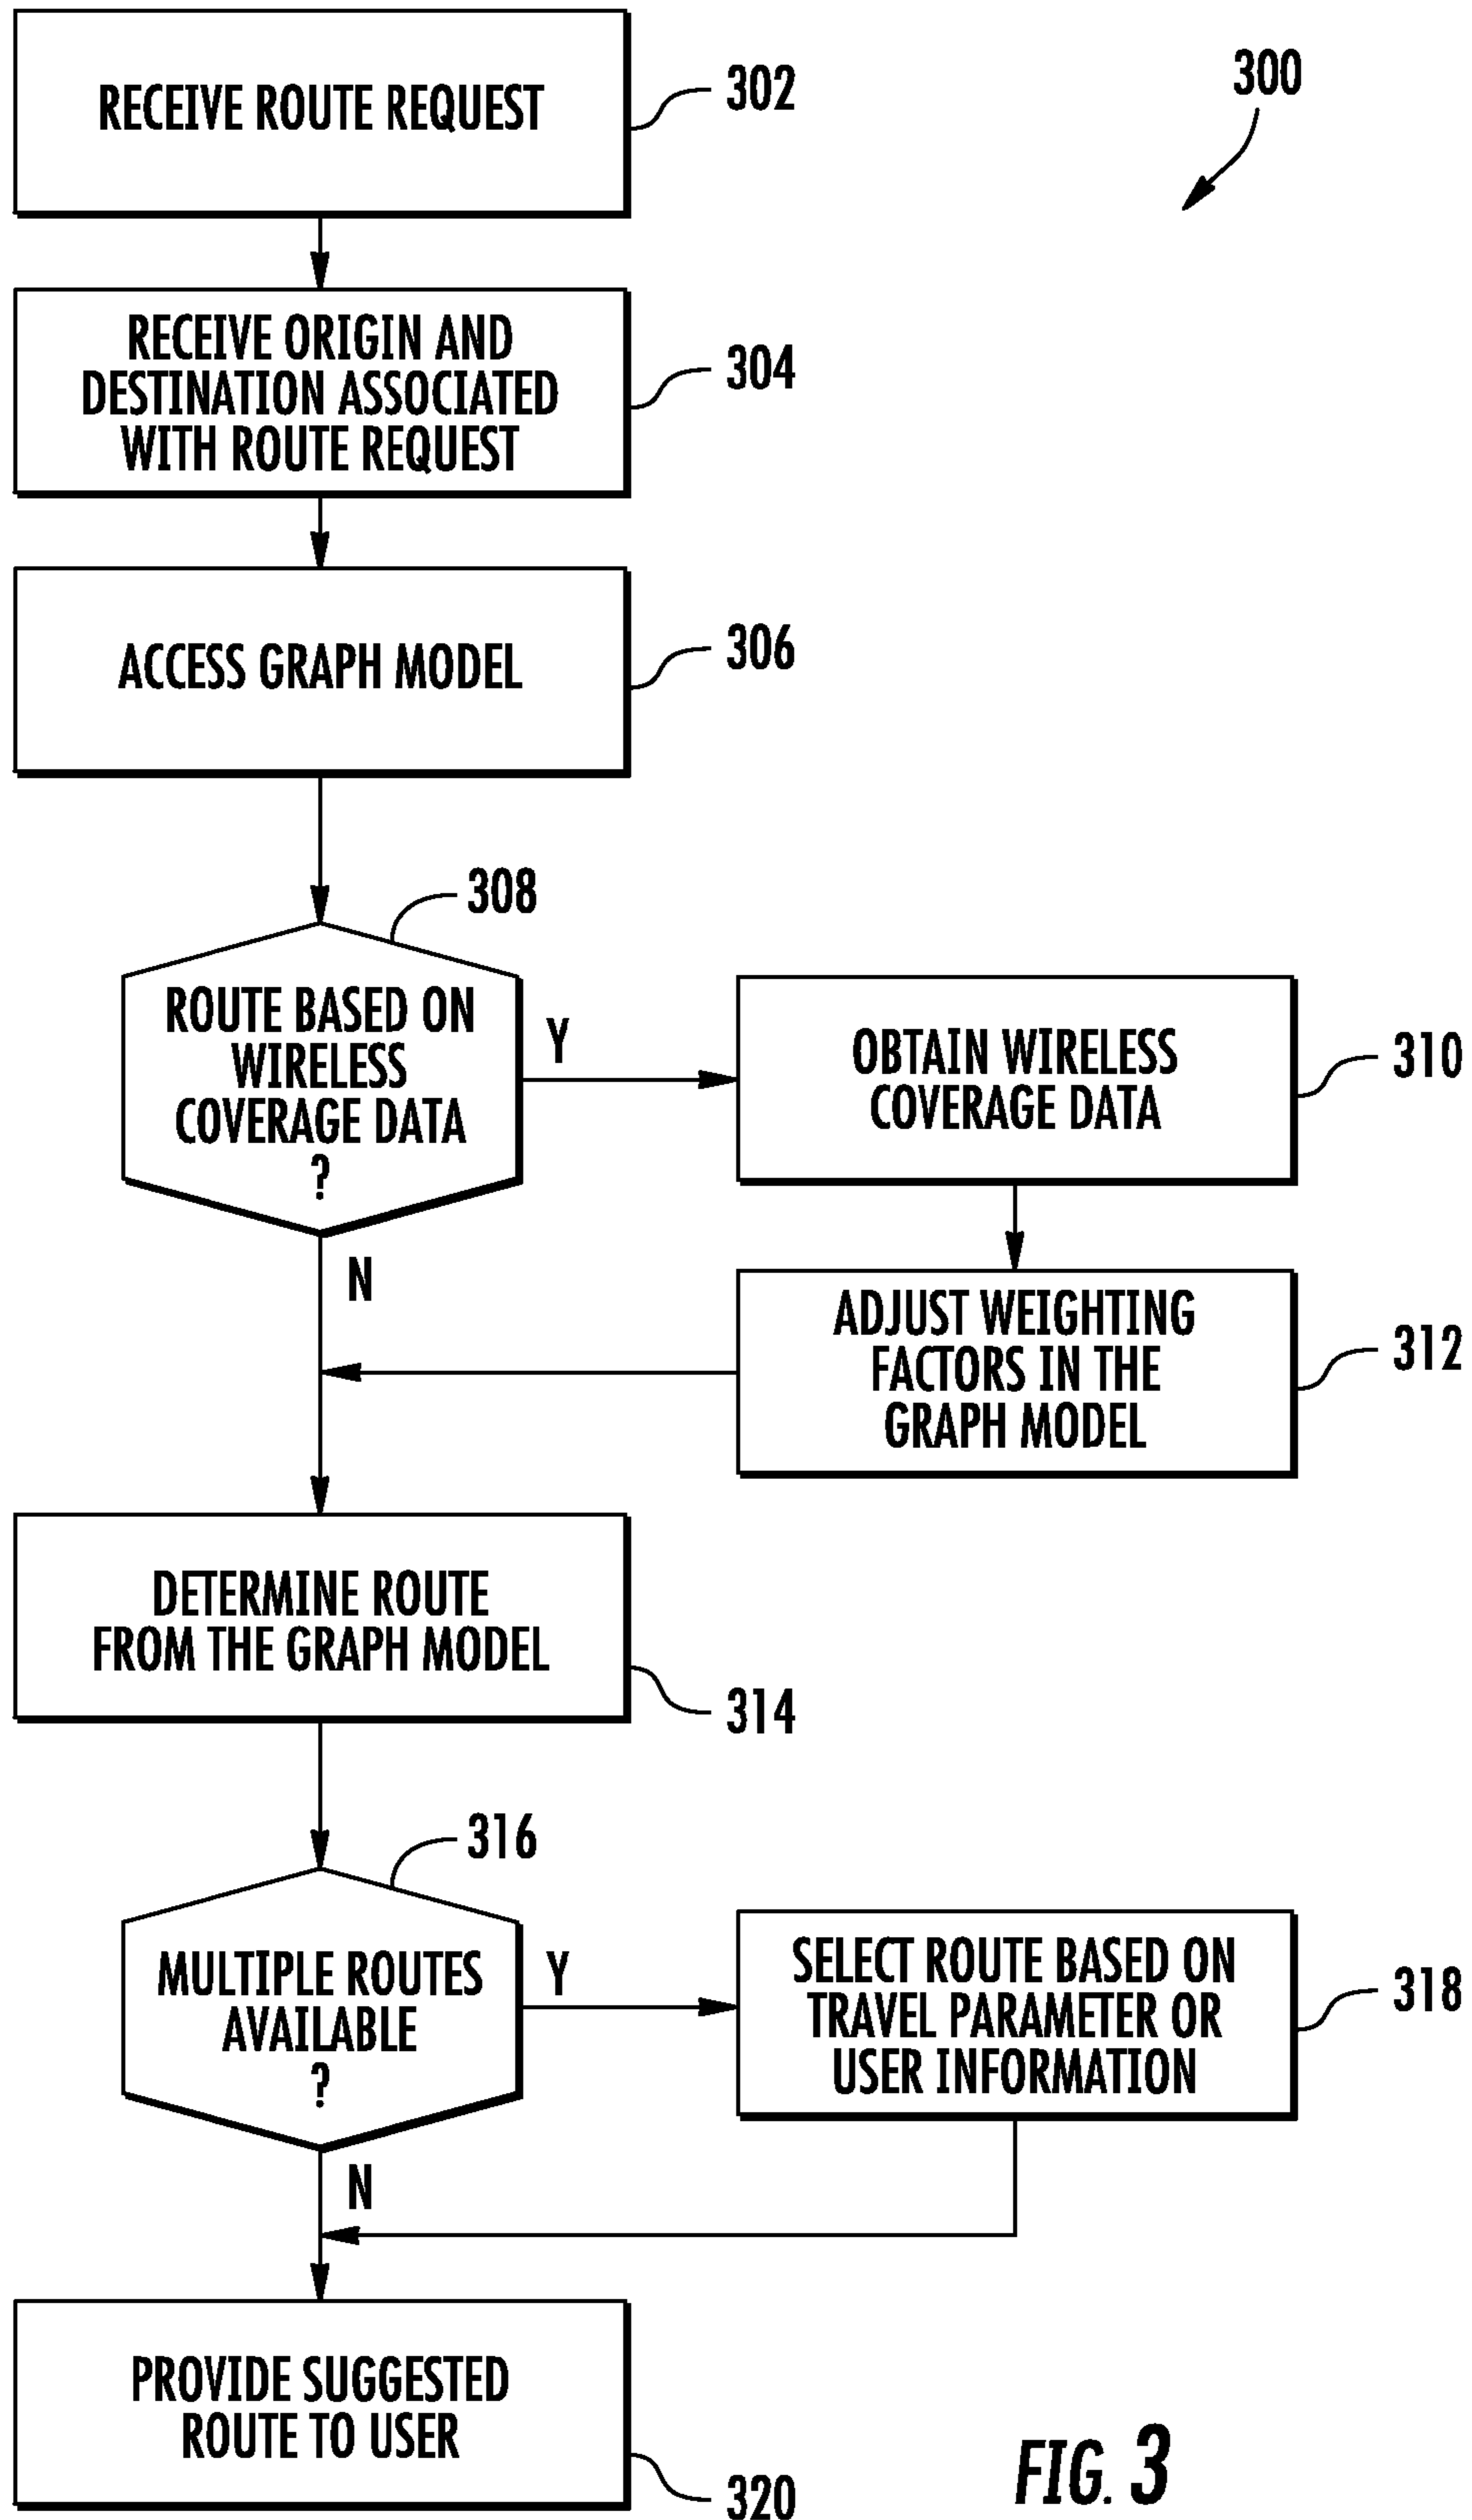 RECEIVE ROUTE REQUEST
302
300
RECEIVE ORIGIN AND
DESTINATION ASSOCIATED
WITH ROUTE REQUEST
304
ACCESS GRAPH MODEL
306
308
ROUTE BASED ON
WIRELESS
COVERAGE DATA
?
Y
N
OBTAIN WIRELESS
COVERAGE DATA
310
ADJUST WEIGHTING
FACTORS IN THE
GRAPH MODEL
312
DETERMINE ROUTE
FROM THE GRAPH MODEL
314
316
MULTIPLE ROUTES
AVAILABLE
?
Y
N
SELECT ROUTE BASED ON
TRAVEL PARAMETER OR
USER INFORMATION
318
PROVIDE SUGGESTED
ROUTE TO USER
320
FIG. 3